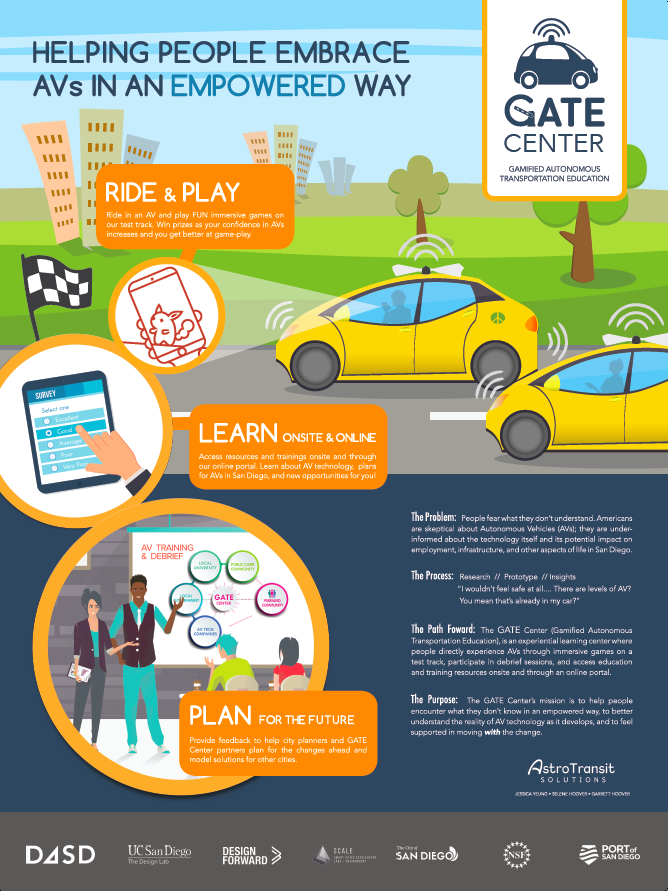 HELPING PEOPLE EMBRACE
AVs IN AN EMPOWERED WAY
GATE
CENTER
GAMIFIED AUTONOMOUS
TRANSPORTATION EDUCATION
RIDE & PLAY
Ride in an AV and play FUN immersive games on
our test track. Win prizes as your confidence in AVs
increases and you get better at game-play.
SURVEY
Select one
Excellent
Good
Average
Poor
Very Poor
LEARN ONSITE & ONLINE
Access resources and trainings onsite and through
our online portal. Learn about AV technology, plans
for AVs in San Diego, and new opportunities for you!
AV TRAINING
& DEBRIEF
LOCAL
UNIVERSITY
PUBLIC USER
COMMUNITY
GATE
CENTER
AV TECH
COMPANIES
PLAN FOR THE FUTURE
Provide feedback to help city planners and GATE
Center partners plan for the changes ahead and
model solutions for other cities.
The Problem: People fear what they don't understand. Americans
are skeptical about Autonomous Vehicles (AVs); they are under-
informed about the technology itself and its potential impact on
employment, infrastructure, and other aspects of life in San Diego.
The Process: Research // Prototype // Insights
"I wouldn't feel safe at all.... There are levels of AV?
You mean that's already in my car?"
The Path Foward: The GATE Center (Gamified Autonomous
Transportation Education), is an experiential learning center where
people directly experience AVs through immersive games on a
test track, participate in debrief sessions, and access education
and training resources onsite and through an online portal.
The Purpose: The GATE Center's mission is to help people
encounter what they don't know in an empowered way, to better
understand the reality of AV technology as it develops, and to feel
supported in moving with the change.
AstroTransit
SOLUTIONS
JESSICA YEUNG • SELENE HOOVER • GARRETT HOOVER
D4SD
UC San Diego
The Design Lab
DESIGN
FORWARD
SCALE
The City of
SAN DIEGO
NSF
PORT of
SAN DIEGO